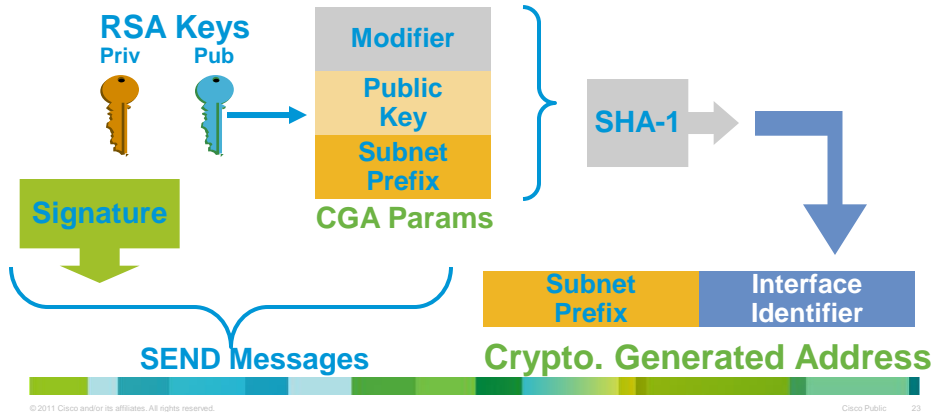 RSA Keys
Priv
Pub
Modifier
Public
Key
Subnet
Prefix
CGA Params
SHA-1
Signature
SEND Messages
Subnet
Prefix
Interface
Identifier
Crypto. Generated Address
© 2011 Cisco and/or its affiliates. All rights reserved.
Cisco Public
23